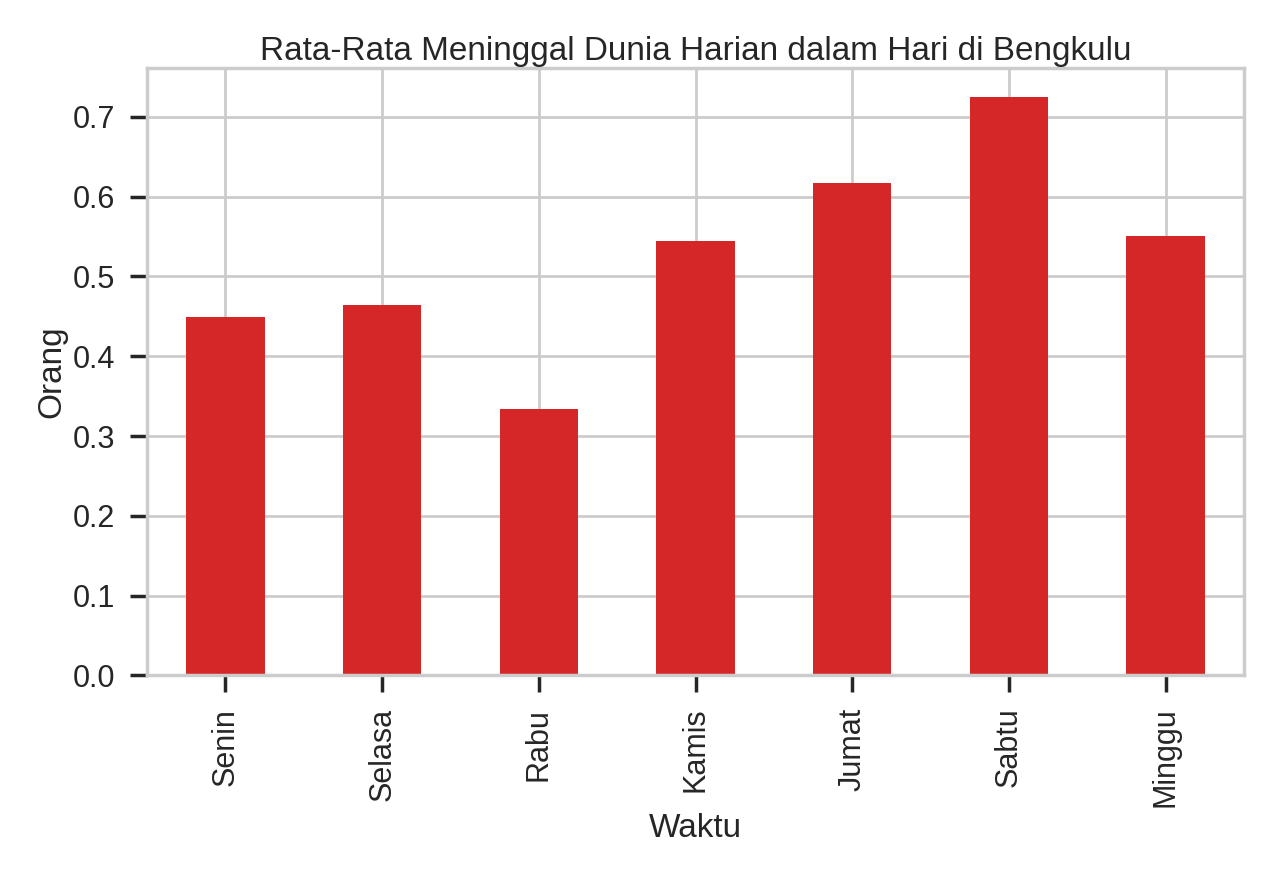 Rata-Rata Meninggal Dunia Harian dalam Hari di Bengkulu
Orang
0.7
0.6
0.5
0.4
0.3
0.2
0.1
0.0
Senin
Selasa
Rabu
Kamis
Jumat
Sabtu
Minggu
Waktu